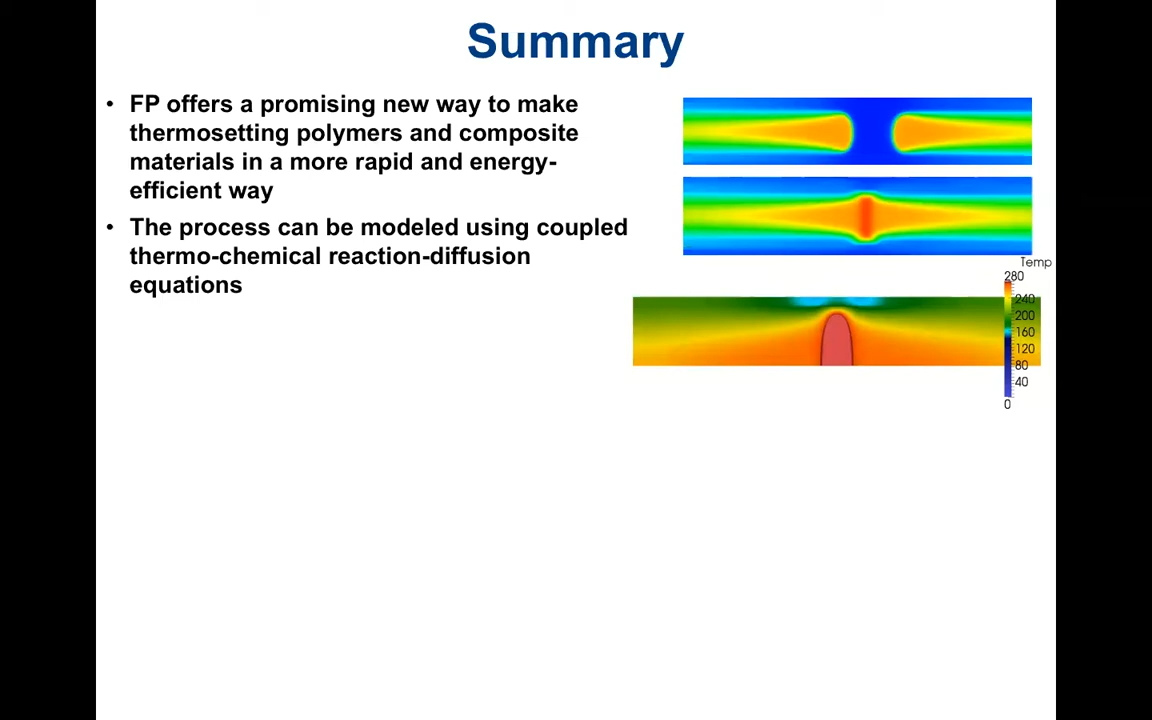 Summary
• FP offers a promising new way to make
thermosetting polymers and composite
materials in a more rapid and energy-
efficient way
• The process can be modeled using coupled
thermo-chemical reaction-diffusion
equations
Temp
280
240
200
160
120
80
40
0